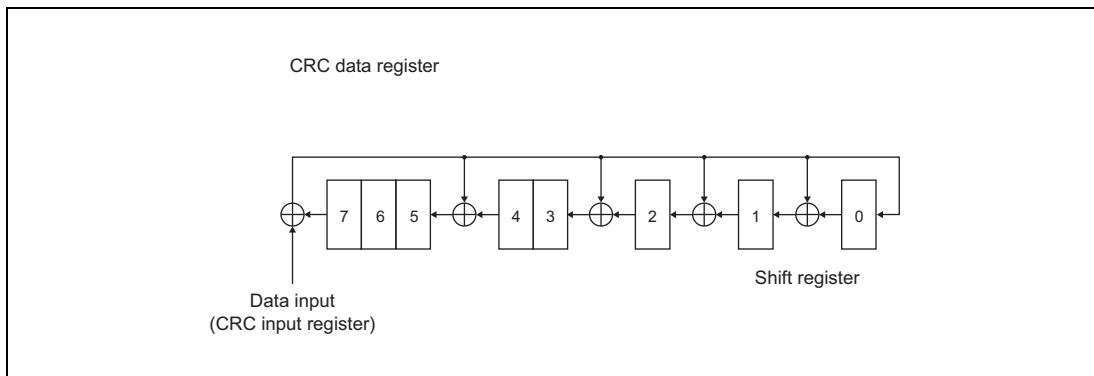 CRC data register
7 6 5 4 3 2 1 0
Shift register
Data input
(CRC input register)